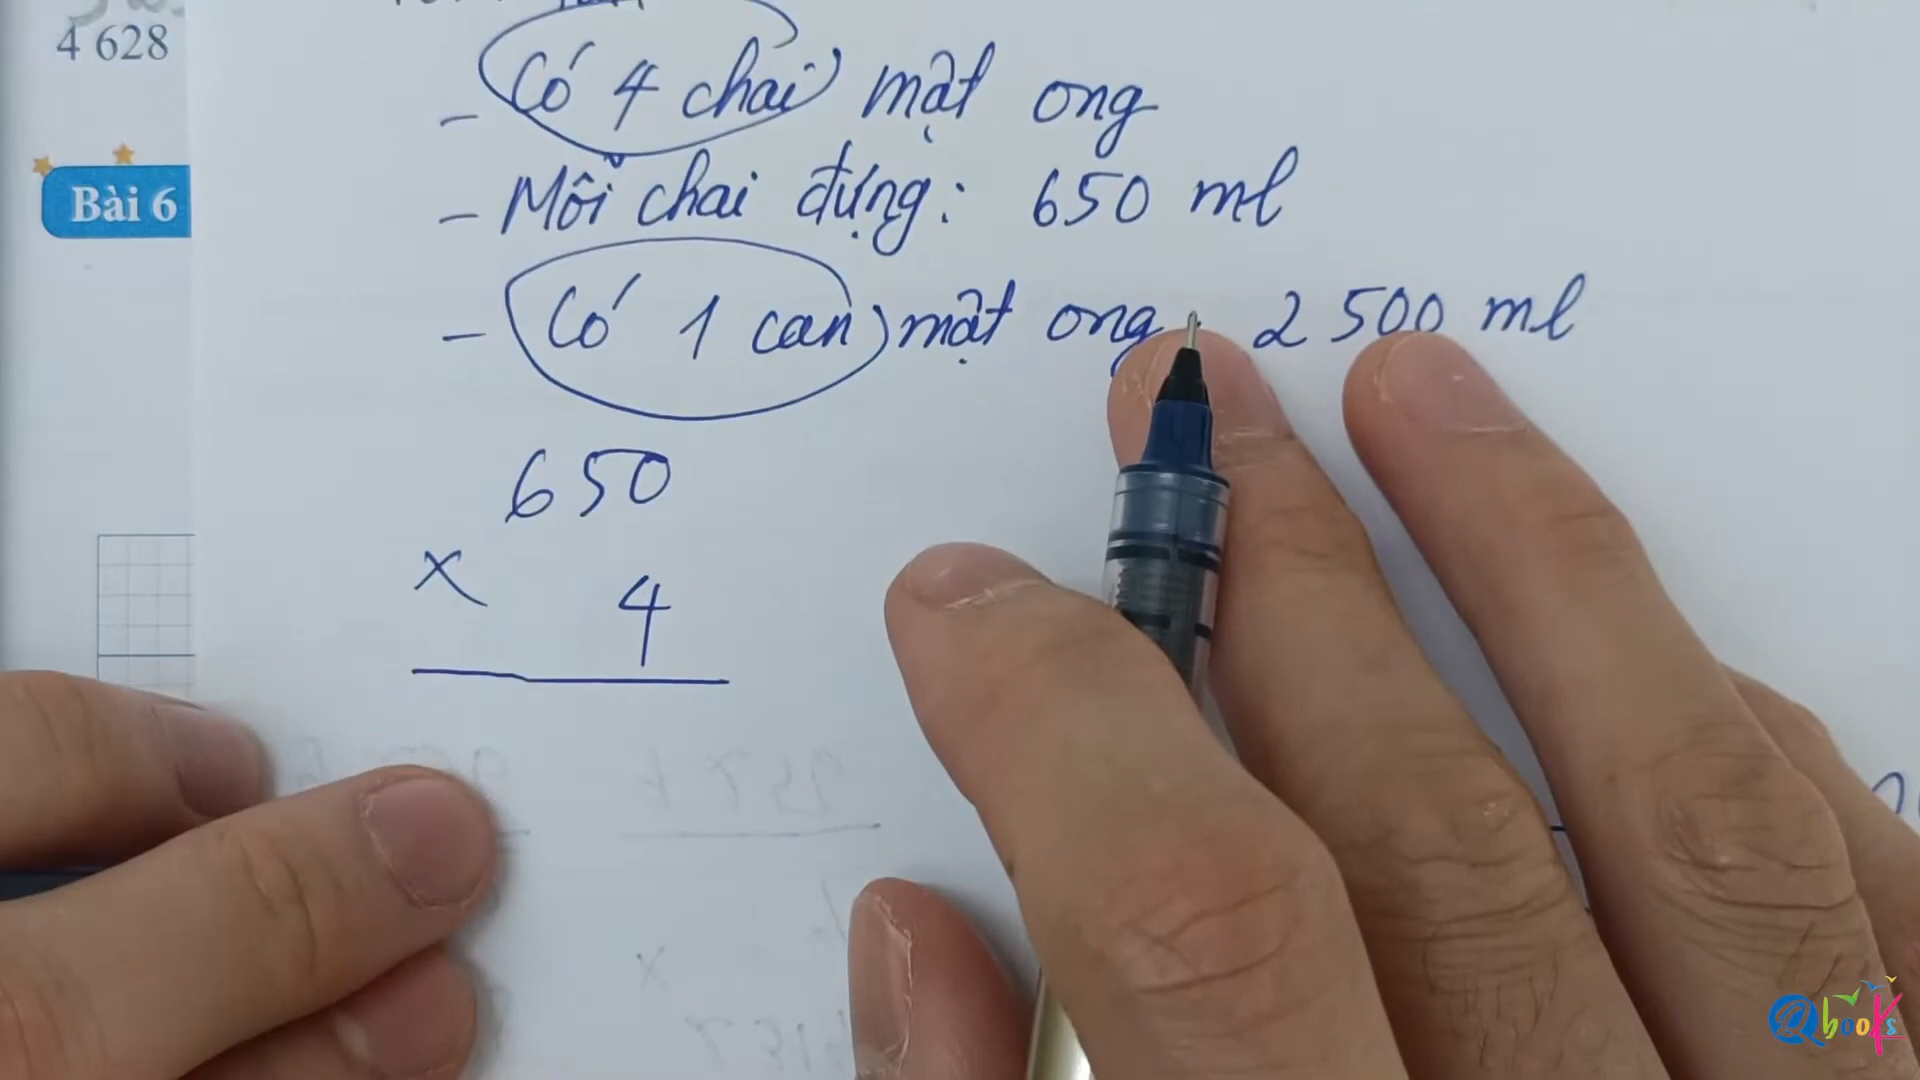 4 628
- Có 4 chai mật ong
Bài 6
- Mỗi chai đựng: 650 ml
- Có 1 can mật ong : 2 500 ml
650
x 4
Qbooks